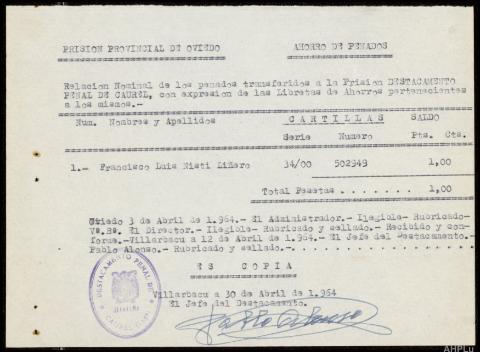 PRISION PROVINCIAL DE OVIEDO AHORRO DE PENADOS
Relacion Nominal de los penados transferidos a la Prision DESTACAMENTO
PENAL DE CAUREL, con expresion de las Libretas de Ahorros pertenecientes
a los mismos.-
Num. Nombres y Apellidos C A R T I L L A S SALDO
Serie Numero Pts. Cts.
1.- Francisco Luis Nisti Liñero 34/00 502949 1,00
Total Pesetas . . . . . . . 1,00
Oviedo 3 de Abril de 1.964.- El Administrador.- Ilegible- Rubricado-
Vº.Bº. El Director.- Ilegible- Rubricado y sellado.- Recibido y con-
forme.-Villarbacu a 12 de Abril de 1.964.- El Jefe del Destacamento.-
Pablo Alonso.- Rubricado y sellado.-
ES COPIA
Villarbacu a 30 de Abril de 1.964
El Jefe del Destacamento.
Pablo Alonso
DESTACAMENTO PENAL DE
AHPLu